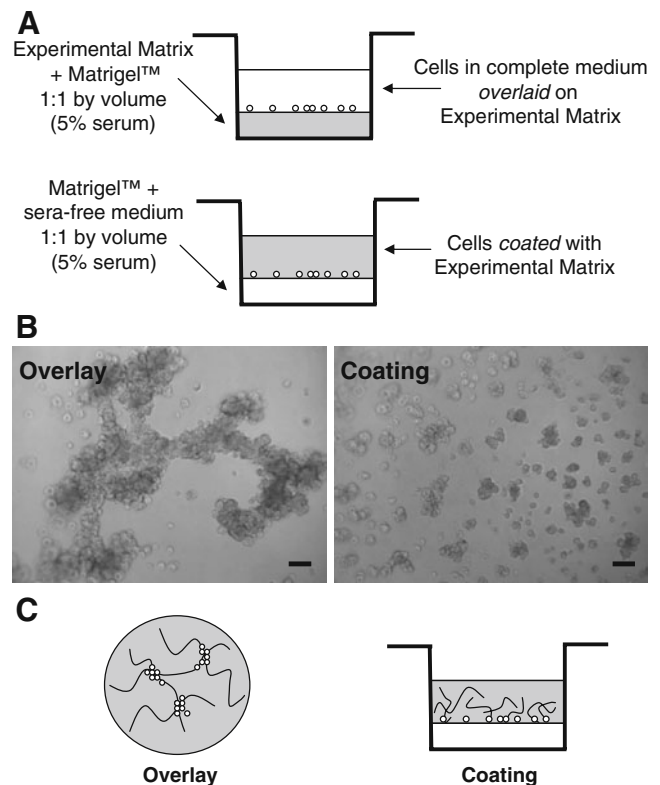 A
Experimental Matrix
+ Matrigel™
1:1 by volume
(5% serum)
Cells in complete medium
overlaid on
Experimental Matrix
Matrigel™ +
sera-free medium
1:1 by volume
(5% serum)
Cells coated with
Experimental Matrix
B
Overlay
Coating
C
Overlay
Coating